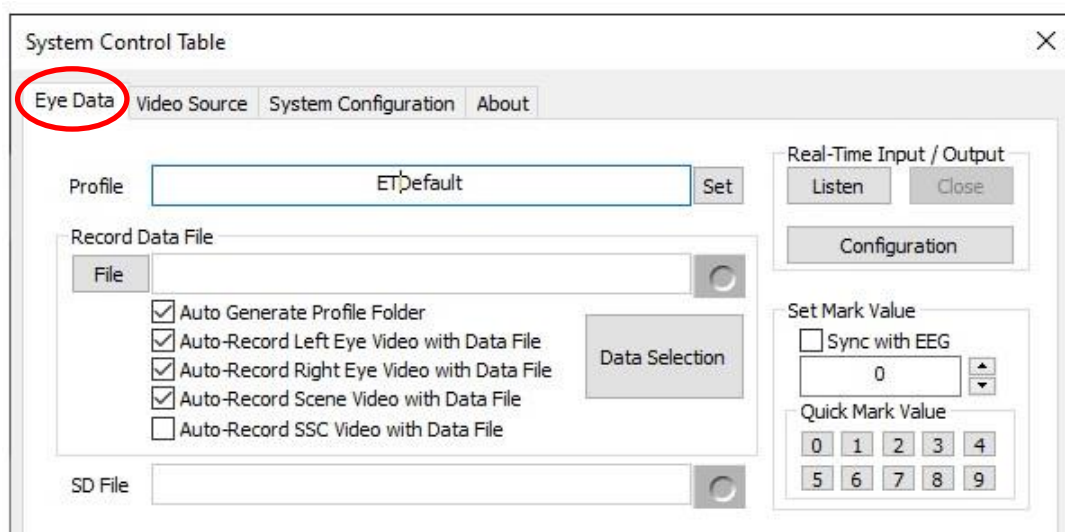 System Control Table
Eye Data Video Source System Configuration About
Profile ETDefault Set
Record Data File
File
Auto Generate Profile Folder
Auto-Record Left Eye Video with Data File
Auto-Record Right Eye Video with Data File
Auto-Record Scene Video with Data File
Auto-Record SSC Video with Data File
Data Selection
SD File
Real-Time Input / Output
Listen Close
Configuration
Set Mark Value
Sync with EEG
0
Quick Mark Value
0 1 2 3 4
5 6 7 8 9